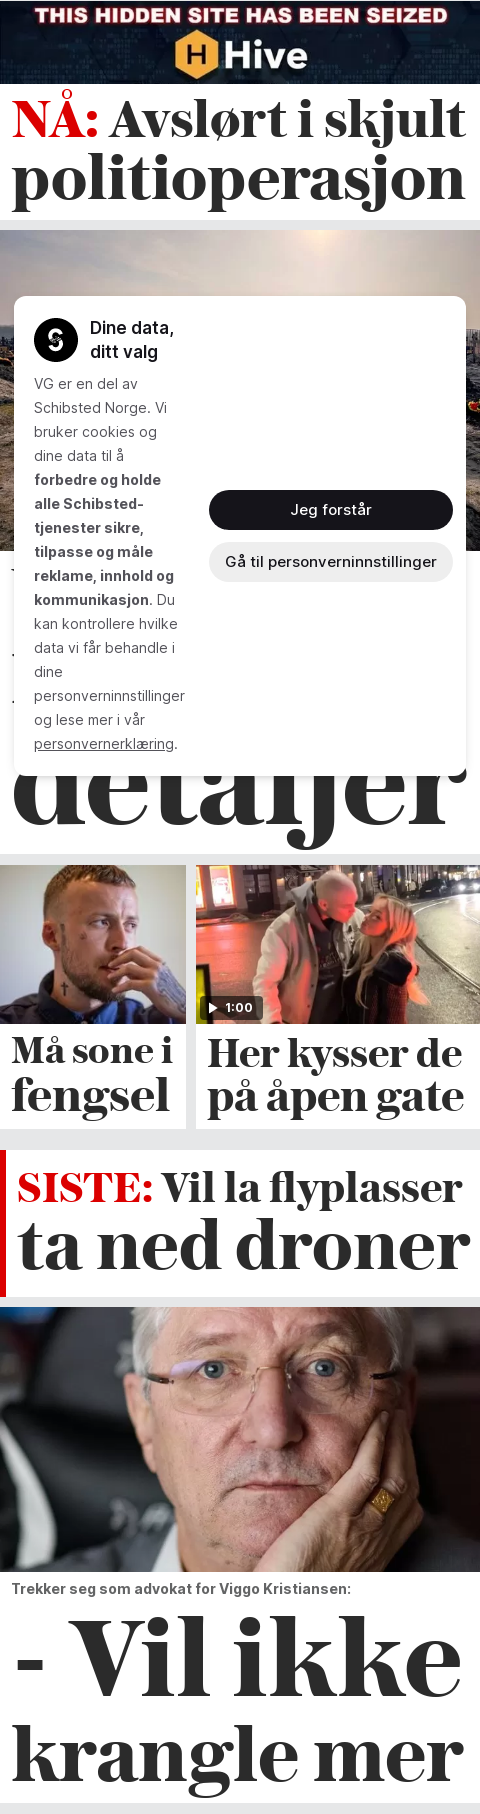 THIS HIDDEN SITE HAS BEEN SEIZED
Hive
NÅ: Avslørt i skjult
politioperasjon
Dine data,
ditt valg
VG er en del av
Schibsted Norge. Vi
bruker cookies og
dine data til å
forbedre og holde
alle Schibsted-
tjenester sikre,
tilpasse og måle
reklame, innhold og
kommunikasjon. Du
kan kontrollere hvilke
data vi får behandle i
dine
personverninnstillinger
og lese mer i vår
personvernerklæring.
Jeg forstår
Gå til personverninnstillinger
detaljer
1:00
Må sone i
fengsel
Her kysser de
på åpen gate
SISTE: Vil la flyplasser
ta ned droner
Trekker seg som advokat for Viggo Kristiansen:
- Vil ikke
krangle mer